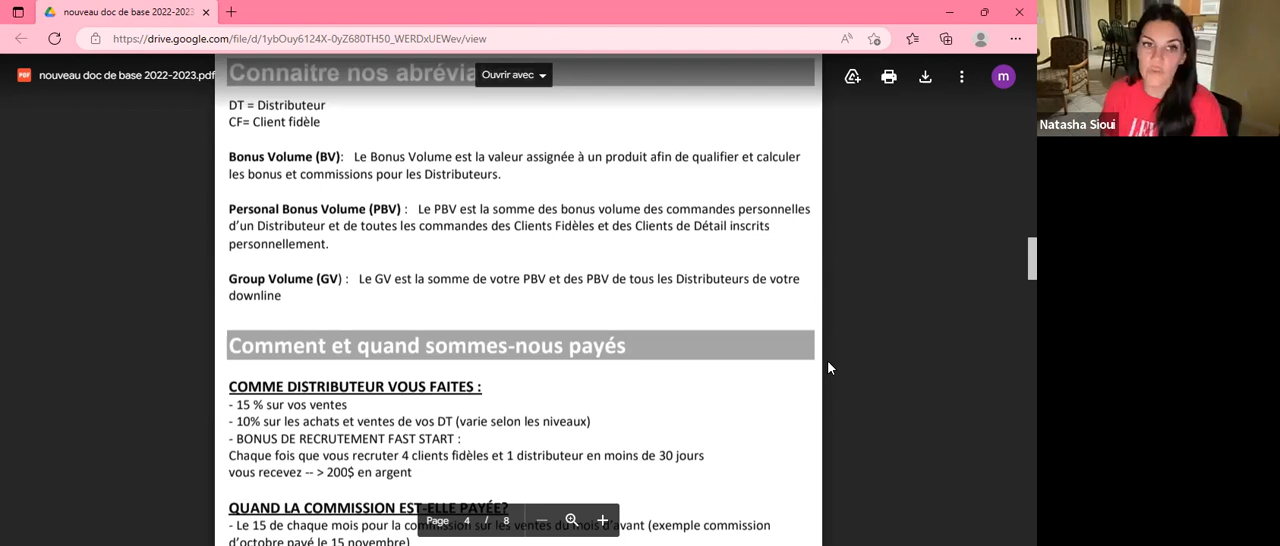 nouveau doc de base 2022-2023
https://drive.google.com/file/d/1ybOuy6124X-0yZ680TH50_WERDxUEWev/view
nouveau doc de base 2022-2023.pdf
Ouvrir avec
m
Natasha Sioui
Connaitre nos abrévia
DT = Distributeur
CF= Client fidèle
Bonus Volume (BV): Le Bonus Volume est la valeur assignée à un produit afin de qualifier et calculer
les bonus et commissions pour les Distributeurs.
Personal Bonus Volume (PBV) : Le PBV est la somme des bonus volume des commandes personnelles
d'un Distributeur et de toutes les commandes des Clients Fidèles et des Clients de Détail inscrits
personnellement.
Group Volume (GV) : Le GV est la somme de votre PBV et des PBV de tous les Distributeurs de votre
downline
Comment et quand sommes-nous payés
COMME DISTRIBUTEUR VOUS FAITES :
- 15 % sur vos ventes
- 10% sur les achats et ventes de vos DT (varie selon les niveaux)
- BONUS DE RECRUTEMENT FAST START :
Chaque fois que vous recruter 4 clients fidèles et 1 distributeur en moins de 30 jours
vous recevez -- > 200$ en argent
QUAND LA COMMISSION EST-ELLE PAYÉE?
- Le 15 de chaque mois pour la commission sur les ventes du mois d'avant (exemple commission
d'octobre payé le 15 novembre)
Page 4 / 8